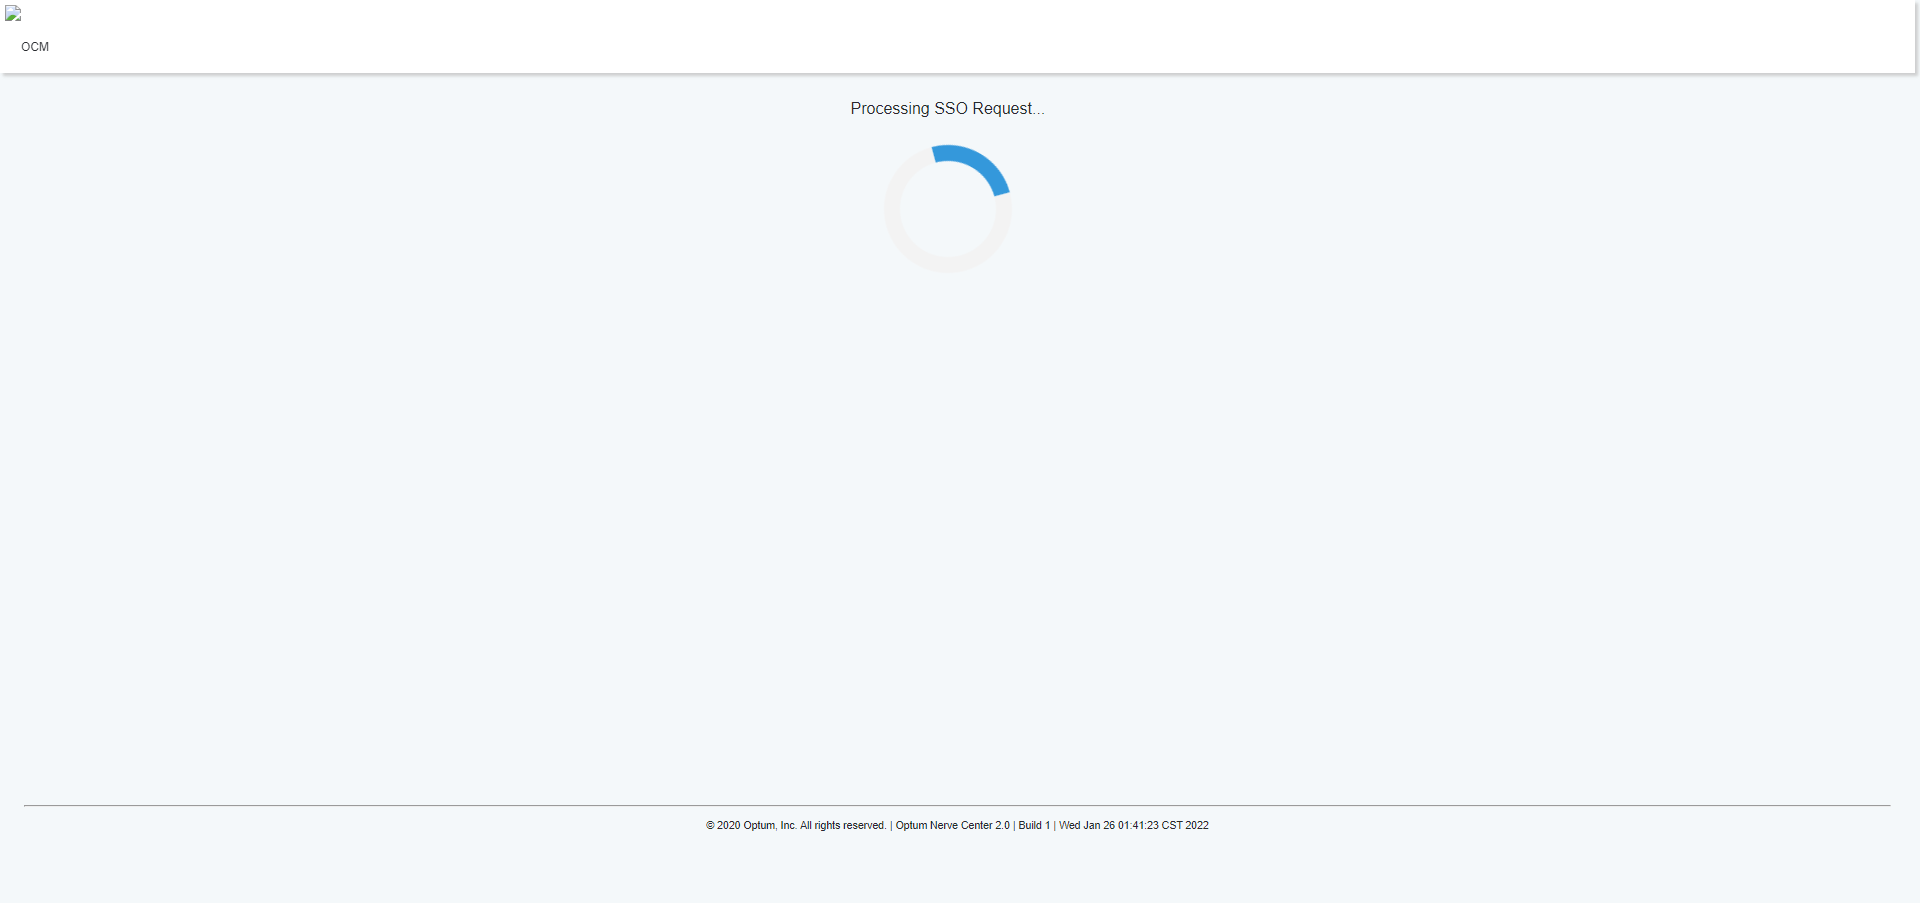 OCM
Processing SSO Request...
© 2020 Optum, Inc. All rights reserved. | Optum Nerve Center 2.0 | Build 1 | Wed Jan 26 01:41:23 CST 2022